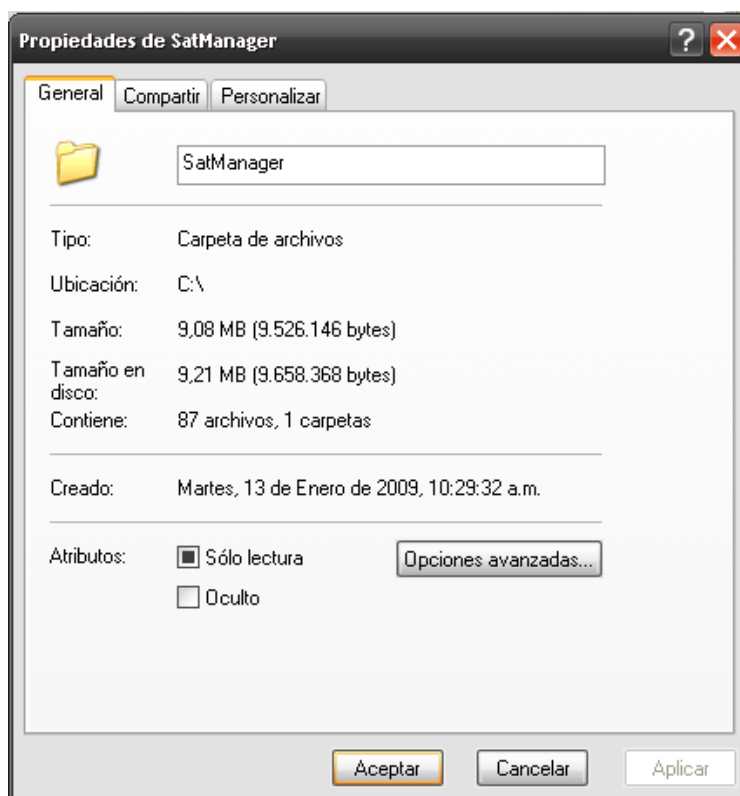 Propiedades de SatManager
General Compartir Personalizar
SatManager
Tipo: Carpeta de archivos
Ubicación: C:\
Tamaño: 9,08 MB (9.526.146 bytes)
Tamaño en disco: 9,21 MB (9.658.368 bytes)
Contiene: 87 archivos, 1 carpetas
Creado: Martes, 13 de Enero de 2009, 10:29:32 a.m.
Atributos: Sólo lectura Opciones avanzadas...
Oculto
Aceptar Cancelar Aplicar